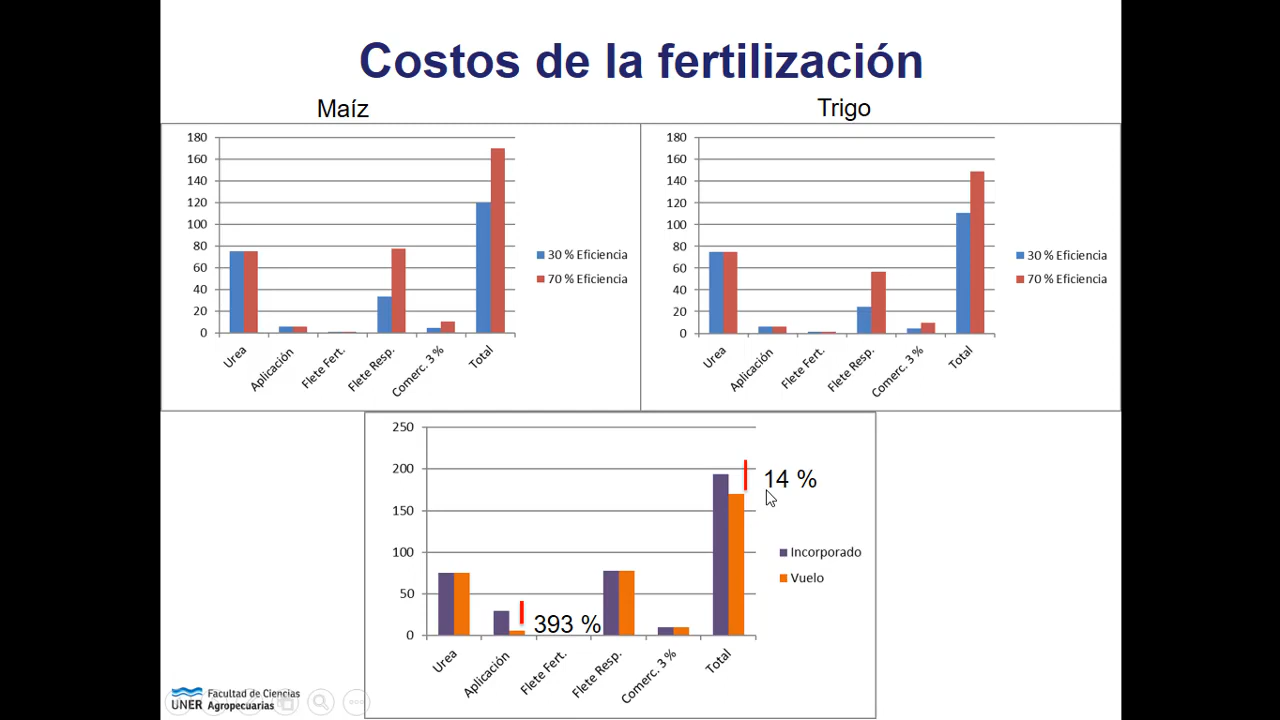 Costos de la fertilización
Maíz
180
160
140
120
100
80
60
40
20
0
Urea
Aplicación
Flete Fert.
Flete Resp.
Comerc. 3 %
Total
30 % Eficiencia
70 % Eficiencia
Trigo
180
160
140
120
100
80
60
40
20
0
Urea
Aplicación
Flete Fert.
Flete Resp.
Comerc. 3 %
Total
30 % Eficiencia
70 % Eficiencia
250
200
150
100
50
0
14 %
393 %
Urea
Aplicación
Flete Fert.
Flete Resp.
Comerc. 3 %
Total
Incorporado
Vuelo
UNER
Facultad de Ciencias
Agropecuarias